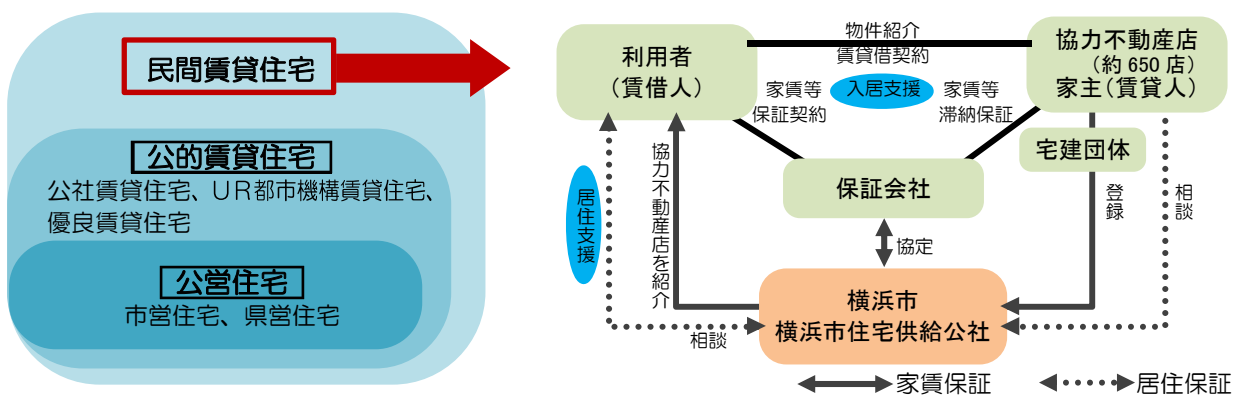 民間賃貸住宅
公的賃貸住宅
公社賃貸住宅、UR都市機構賃貸住宅、
優良賃貸住宅
公営住宅
市営住宅、県営住宅
利用者
(賃借人)
物件紹介
賃貸借契約
入居支援
協力不動産店
(約650店)
家主(賃貸人)
家賃等
保証契約
家賃等
滞納保証
宅建団体
保証会社
居住支援
協力不動産店を紹介
登録
相談
協定
横浜市
横浜市住宅供給公社
相談
家賃保証
居住保証